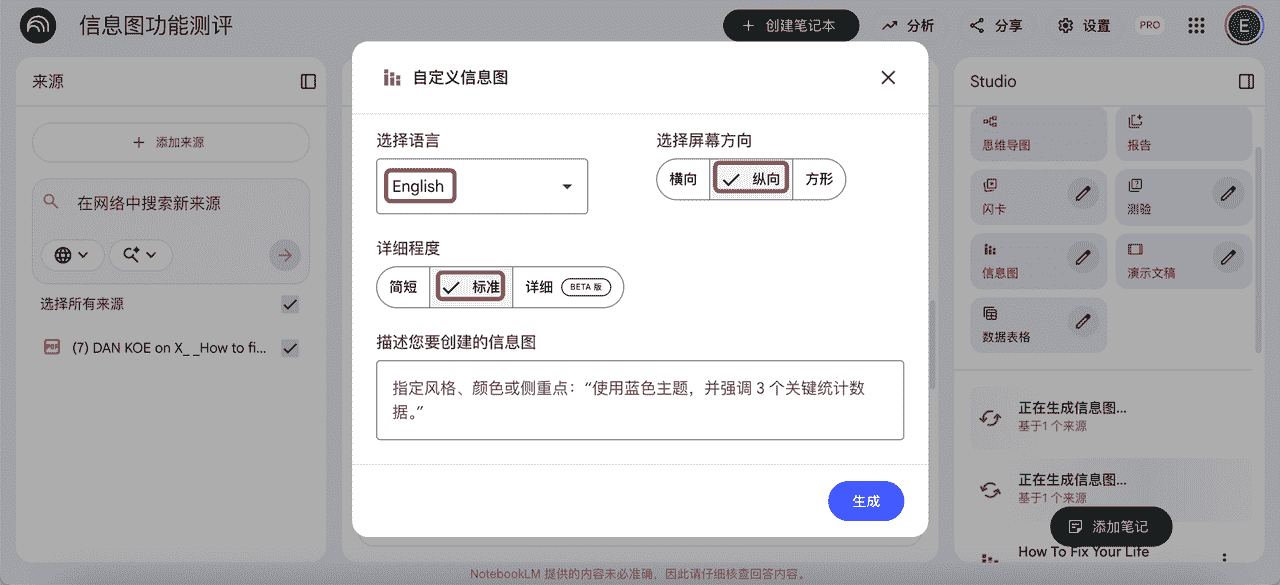 信息图功能测评
+ 创建笔记本
分析
分享
设置
PRO
E
来源
+ 添加来源
在网络中搜索新来源
选择所有来源
PDF
(7) DAN KOE on X_ _How to fi...
自定义信息图
选择语言
English
选择屏幕方向
横向
纵向
方形
详细程度
简短
标准
详细
BETA 版
描述您要创建的信息图
指定风格、颜色或侧重点：“使用蓝色主题，并强调 3 个关键统计数
据。”
生成
Studio
思维导图
报告
闪卡
测验
信息图
演示文稿
数据表格
正在生成信息图...
基于1 个来源
正在生成信息图...
基于1 个来源
添加笔记
How To Fix Your Life
NotebookLM 提供的内容未必准确，因此请仔细核查回答内容。